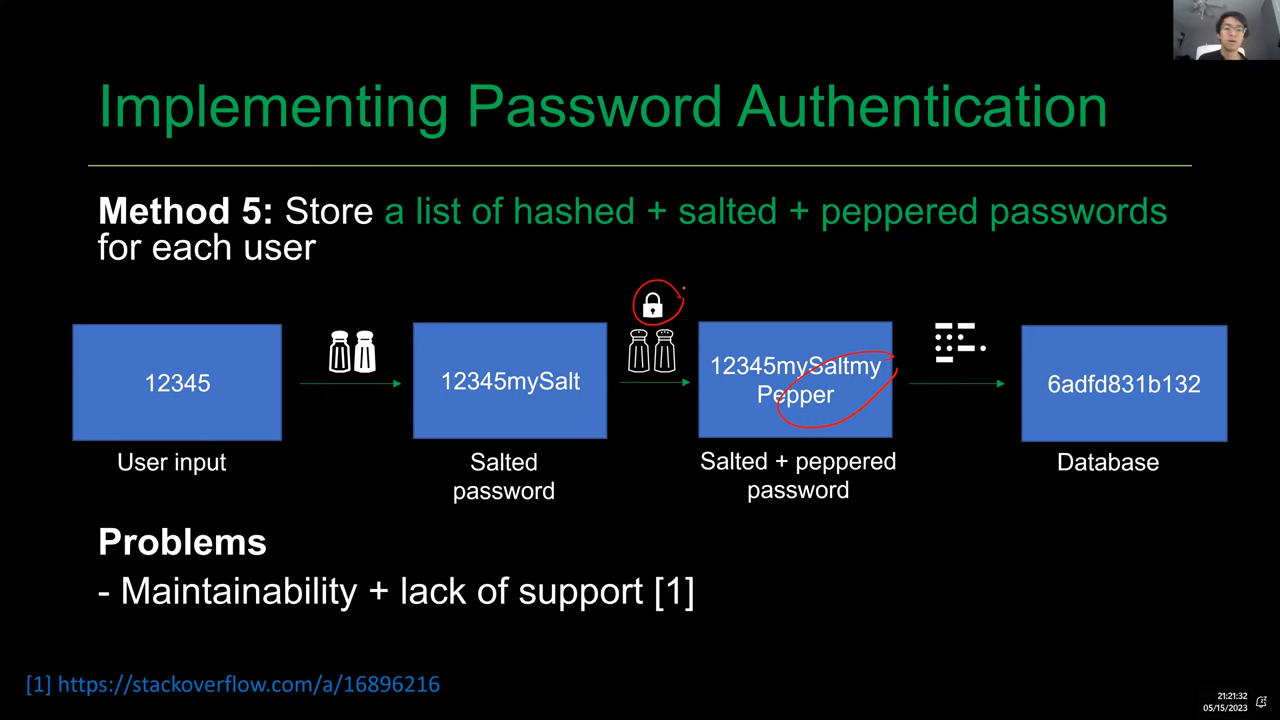 Implementing Password Authentication
Method 5: Store a list of hashed + salted + peppered passwords
for each user
12345
12345mySalt
12345mySaltmy
Pepper
6adfd831b132
User input
Salted
password
Salted + peppered
password
Database
Problems
- Maintainability + lack of support [1]
[1] https://stackoverflow.com/a/16896216
21:21:32
05/15/2023